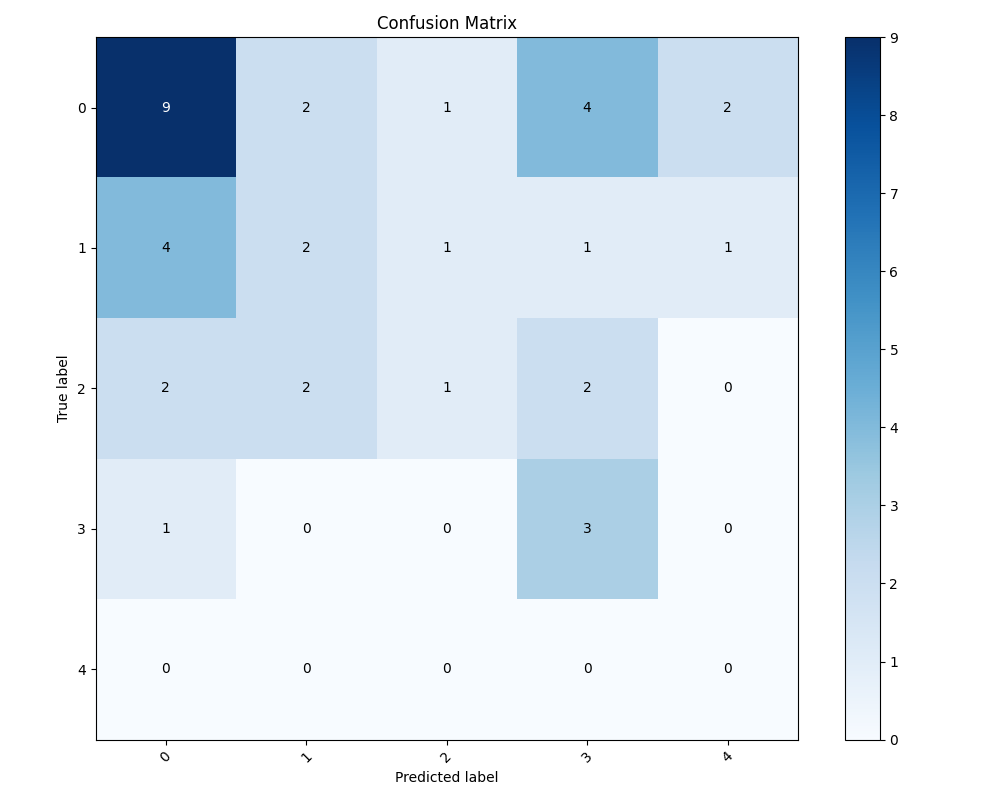 Confusion Matrix
0 9 2 1 4 2
1 4 2 1 1 1
2 2 2 1 2 0
3 1 0 0 3 0
4 0 0 0 0 0
0 1 2 3 4
True label
Predicted label
9
8
7
6
5
4
3
2
1
0